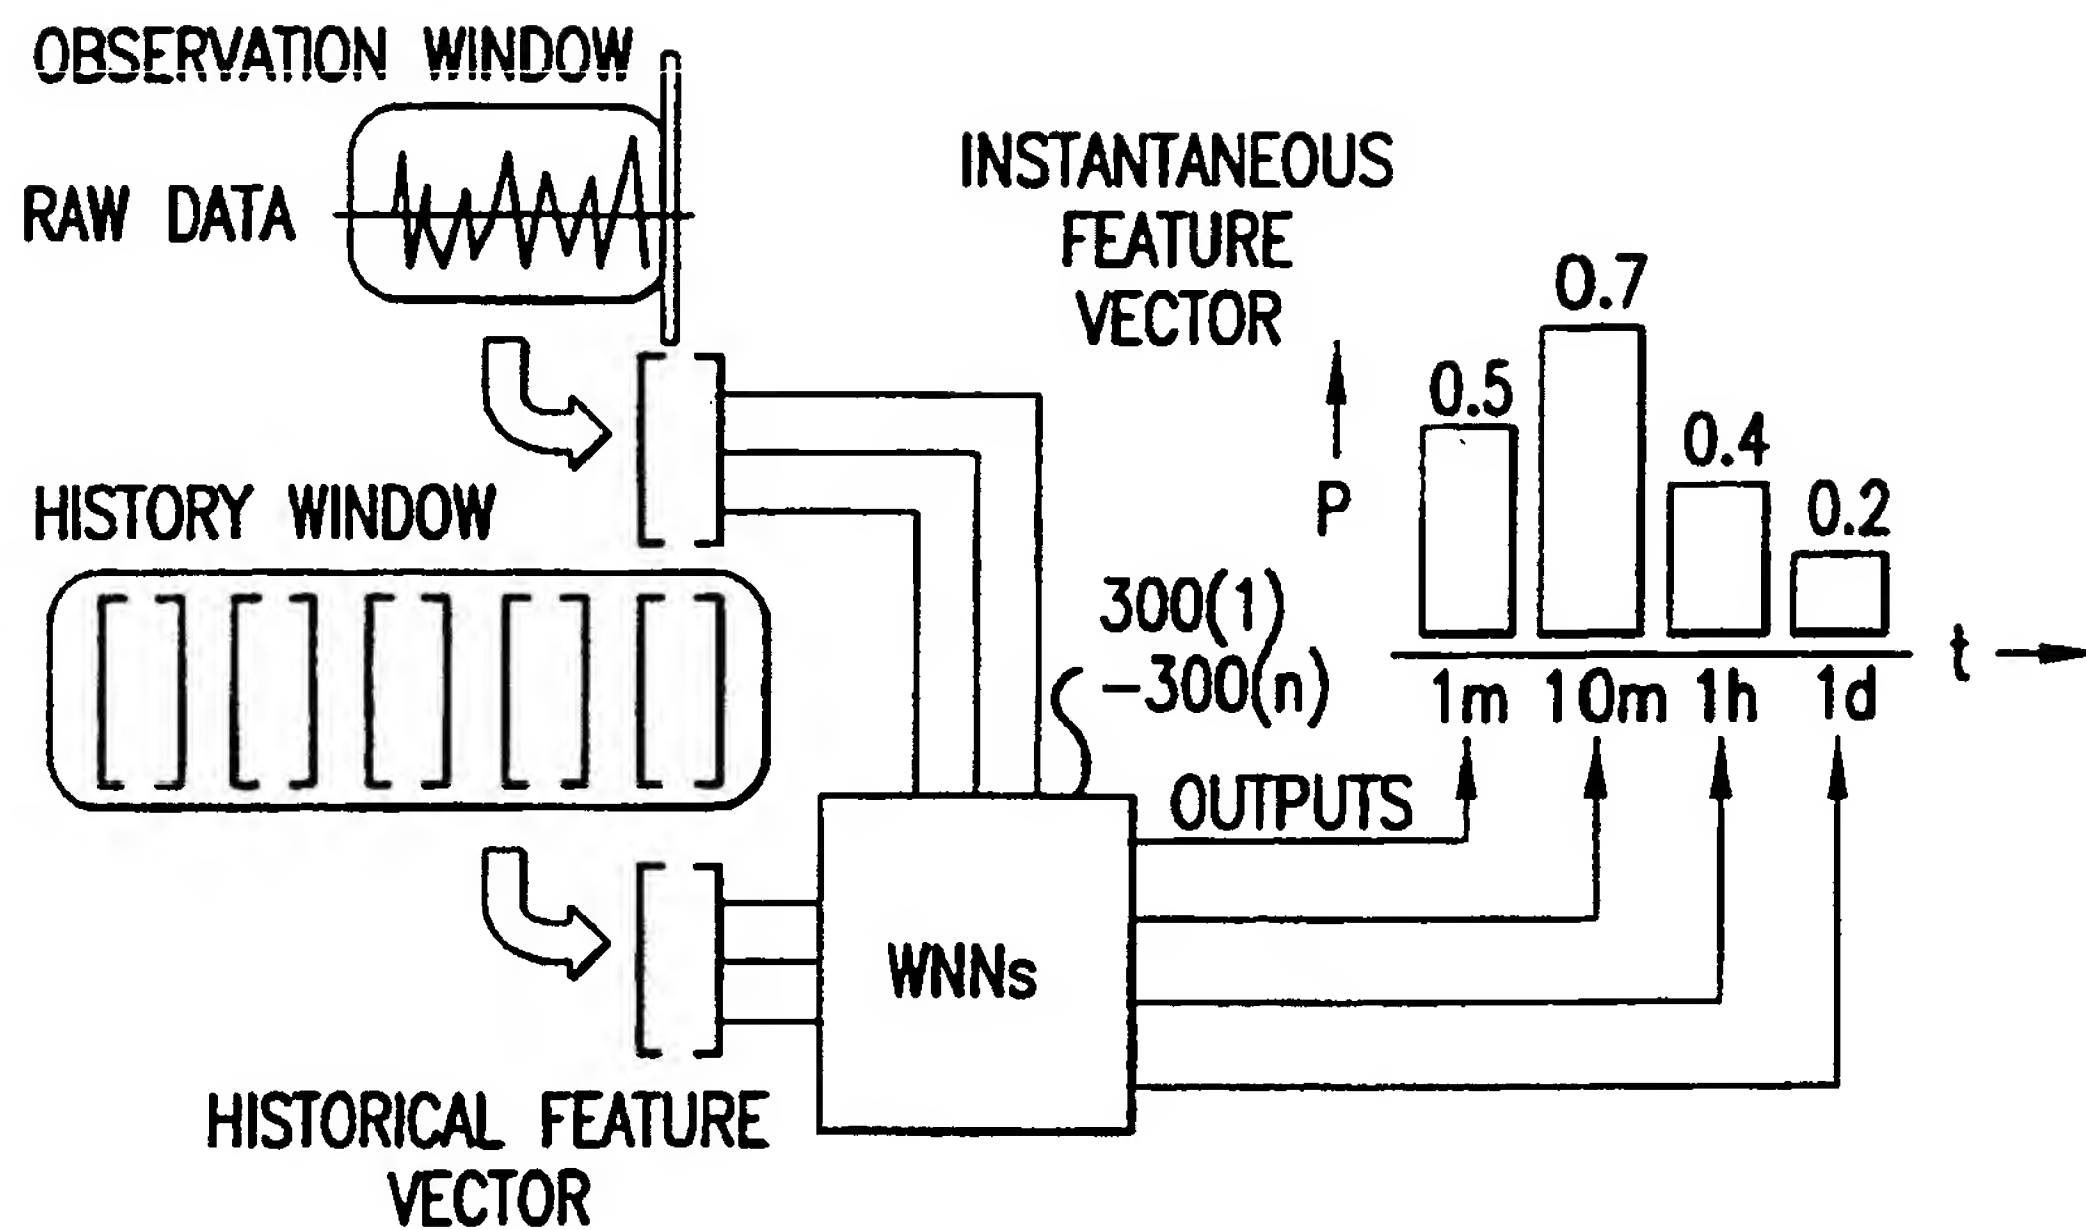 OBSERVATION WINDOW
RAW DATA
INSTANTANEOUS
FEATURE
VECTOR
HISTORY WINDOW
P
0.5
0.7
0.4
0.2
1m 10m 1h 1d
t
300(1)
-300(n)
OUTPUTS
WNNs
HISTORICAL FEATURE
VECTOR